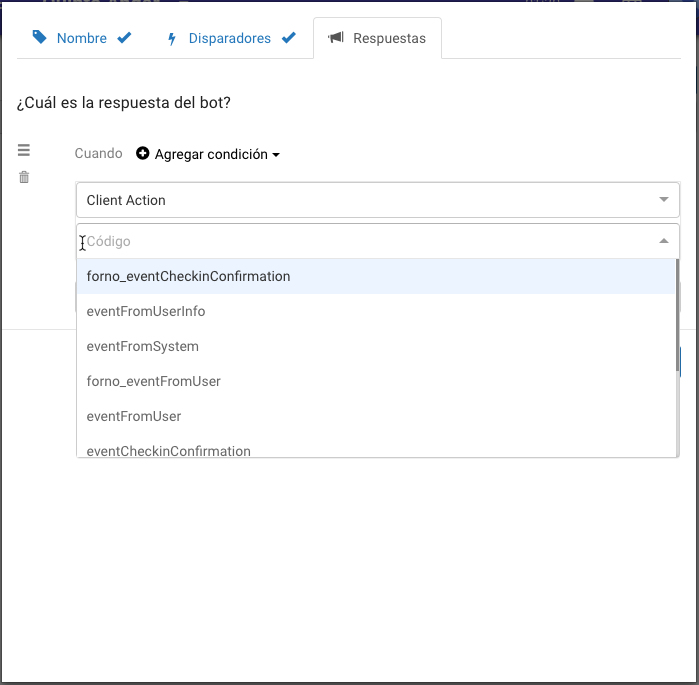 Nombre
Disparadores
Respuestas
¿Cuál es la respuesta del bot?
Cuando
Agregar condición
Client Action
Código
forno_eventCheckinConfirmation
eventFromUserInfo
eventFromSystem
forno_eventFromUser
eventFromUser
eventCheckinConfirmation